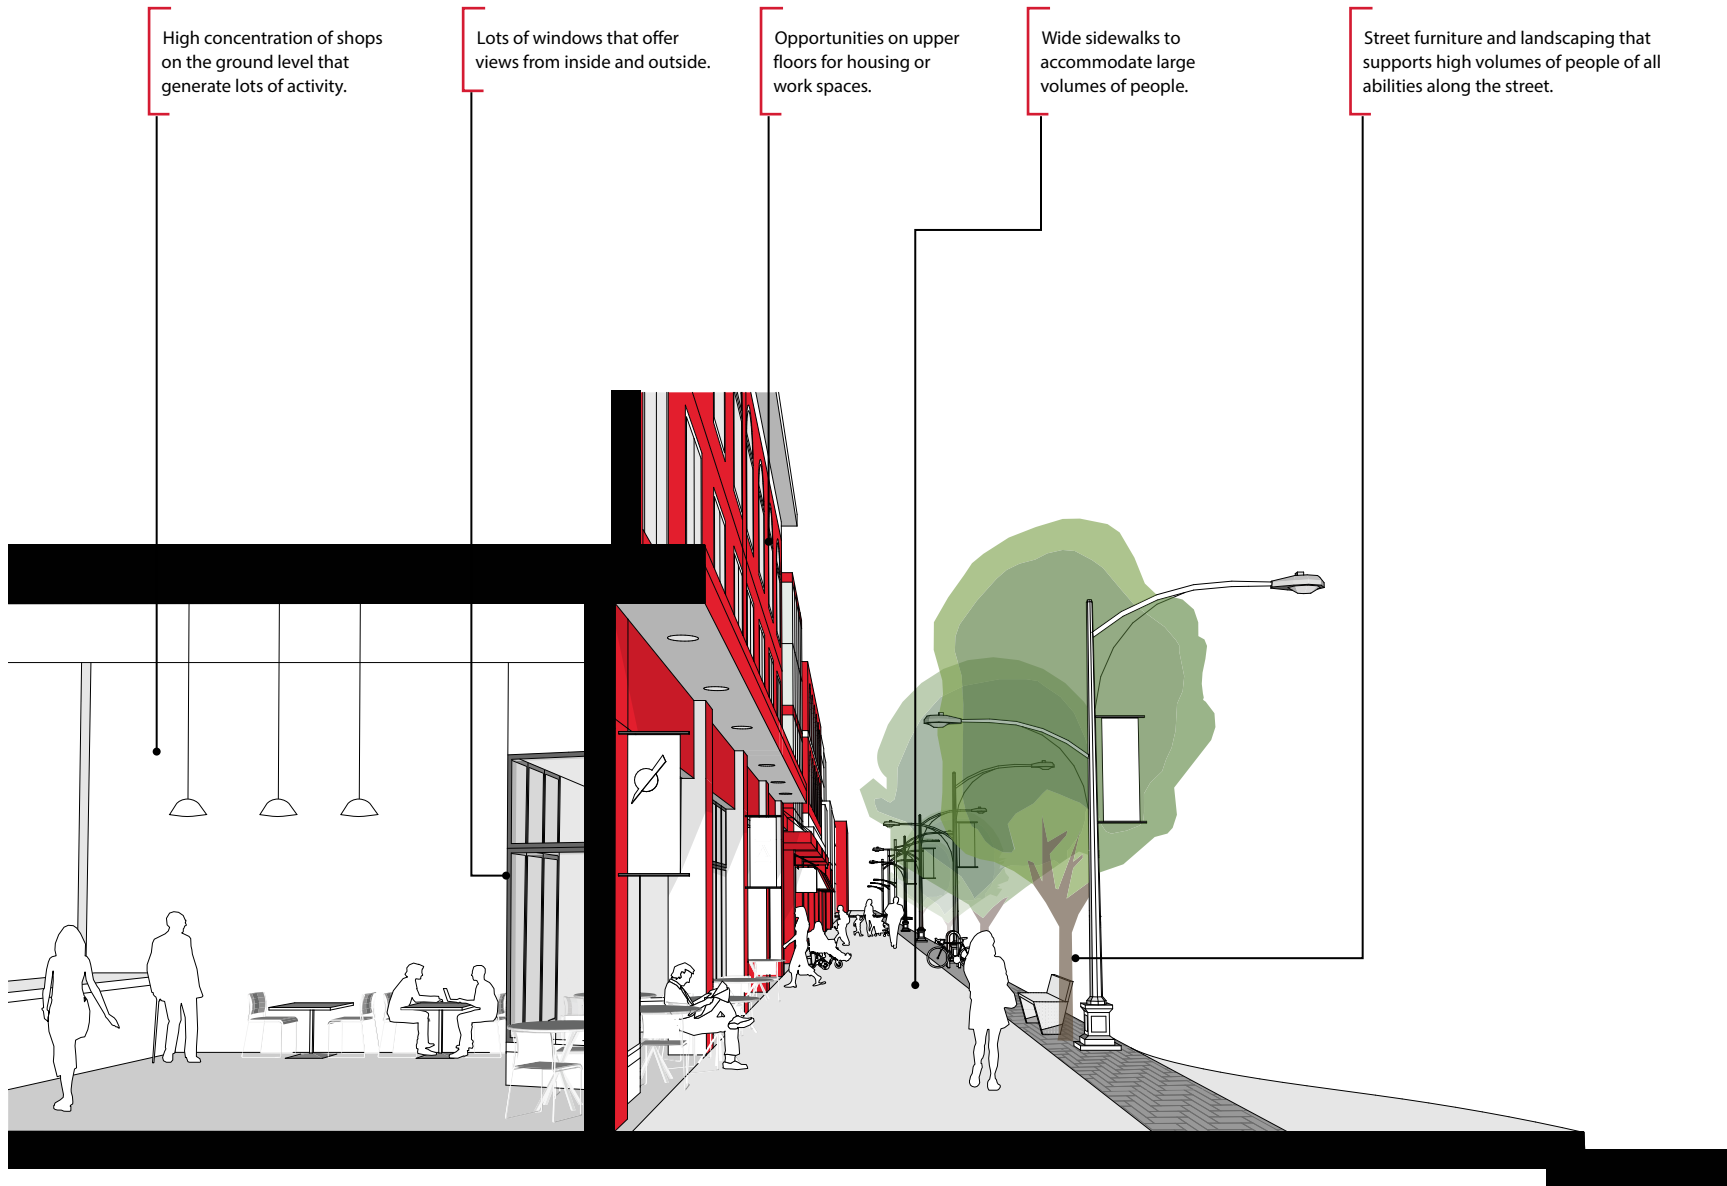 High concentration of shops
on the ground level that
generate lots of activity.
Lots of windows that offer
views from inside and outside.
Opportunities on upper
floors for housing or
work spaces.
Wide sidewalks to
accommodate large
volumes of people.
Street furniture and landscaping that
supports high volumes of people of all
abilities along the street.